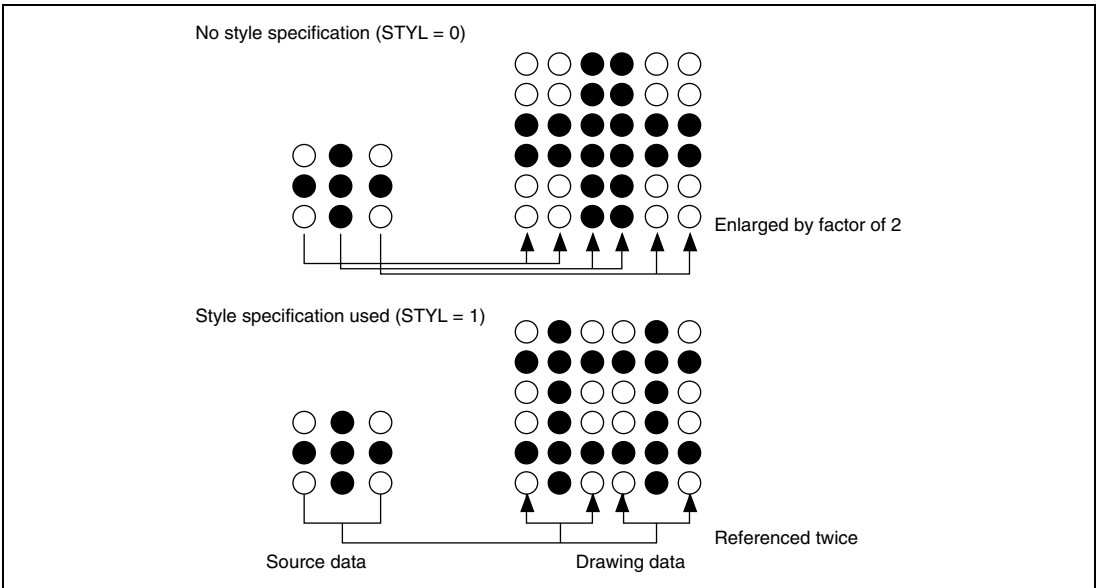 No style specification (STYL = 0)
Enlarged by factor of 2
Style specification used (STYL = 1)
Referenced twice
Source data
Drawing data